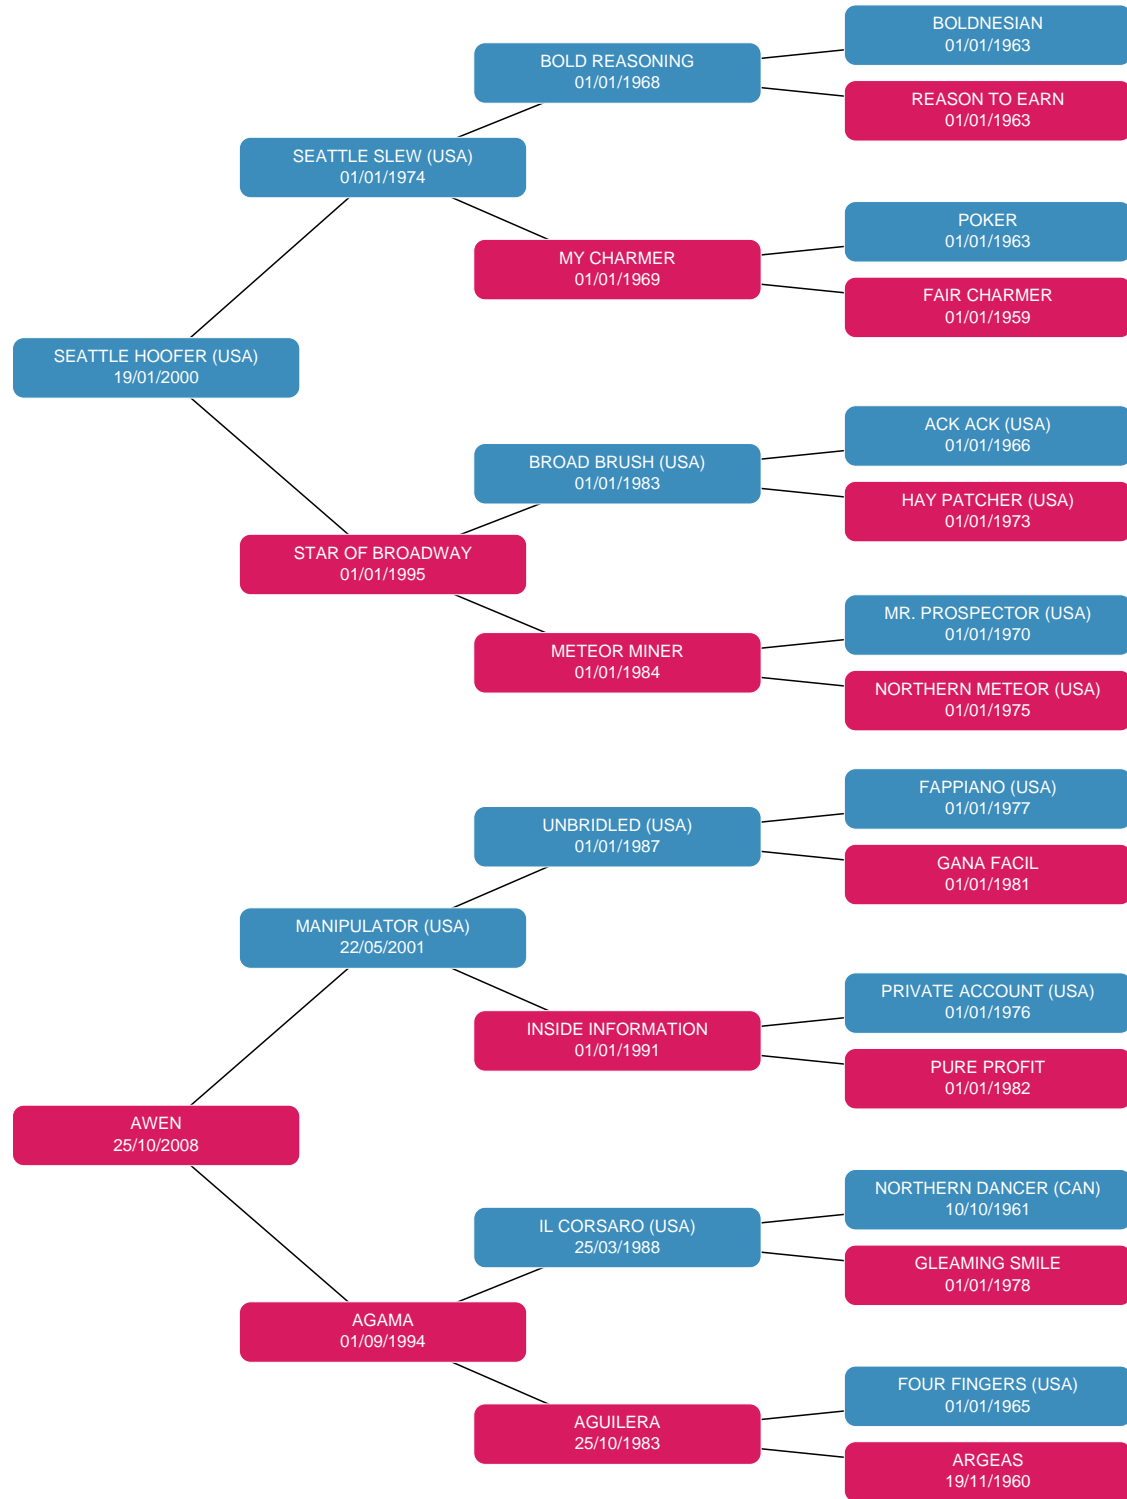 BOLDNESIAN
01/01/1963
BOLD REASONING
01/01/1968
REASON TO EARN
01/01/1963
SEATTLE SLEW (USA)
01/01/1974
POKER
01/01/1963
MY CHARMER
01/01/1969
FAIR CHARMER
01/01/1959
SEATTLE HOOFER (USA)
19/01/2000
ACK ACK (USA)
01/01/1966
BROAD BRUSH (USA)
01/01/1983
HAY PATCHER (USA)
01/01/1973
STAR OF BROADWAY
01/01/1995
MR. PROSPECTOR (USA)
01/01/1970
METEOR MINER
01/01/1984
NORTHERN METEOR (USA)
01/01/1975
FAPPIANO (USA)
01/01/1977
UNBRIDLED (USA)
01/01/1987
GANA FACIL
01/01/1981
MANIPULATOR (USA)
22/05/2001
PRIVATE ACCOUNT (USA)
01/01/1976
INSIDE INFORMATION
01/01/1991
PURE PROFIT
01/01/1982
AWEN
25/10/2008
NORTHERN DANCER (CAN)
10/10/1961
IL CORSARO (USA)
25/03/1988
GLEAMING SMILE
01/01/1978
AGAMA
01/09/1994
FOUR FINGERS (USA)
01/01/1965
AGUILERA
25/10/1983
ARGEAS
19/11/1960